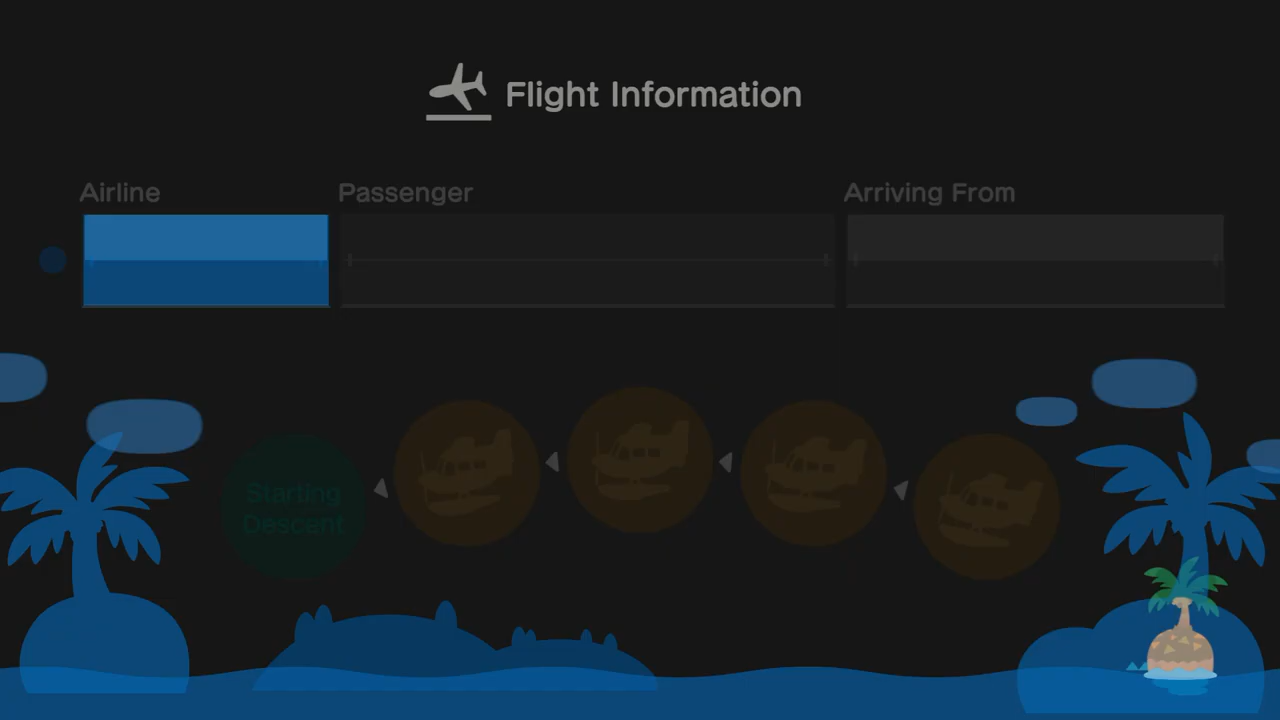 Flight Information
Airline
Passenger
Arriving From
Starting
Descent